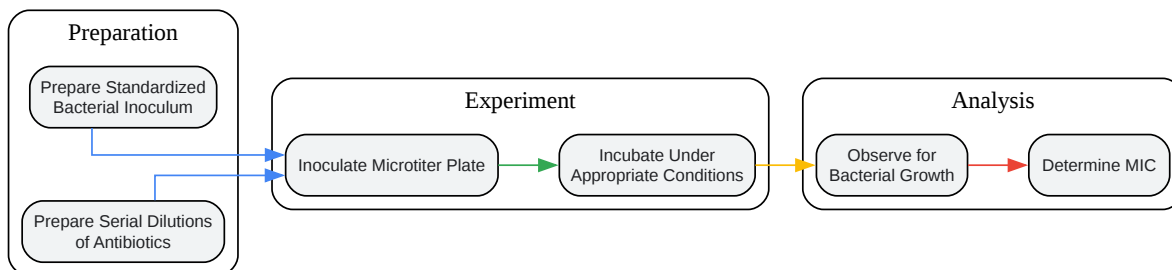 Preparation
Prepare Standardized
Bacterial Inoculum
Prepare Serial Dilutions
of Antibiotics
Experiment
Inoculate Microtiter Plate
Incubate Under
Appropriate Conditions
Analysis
Observe for
Bacterial Growth
Determine MIC